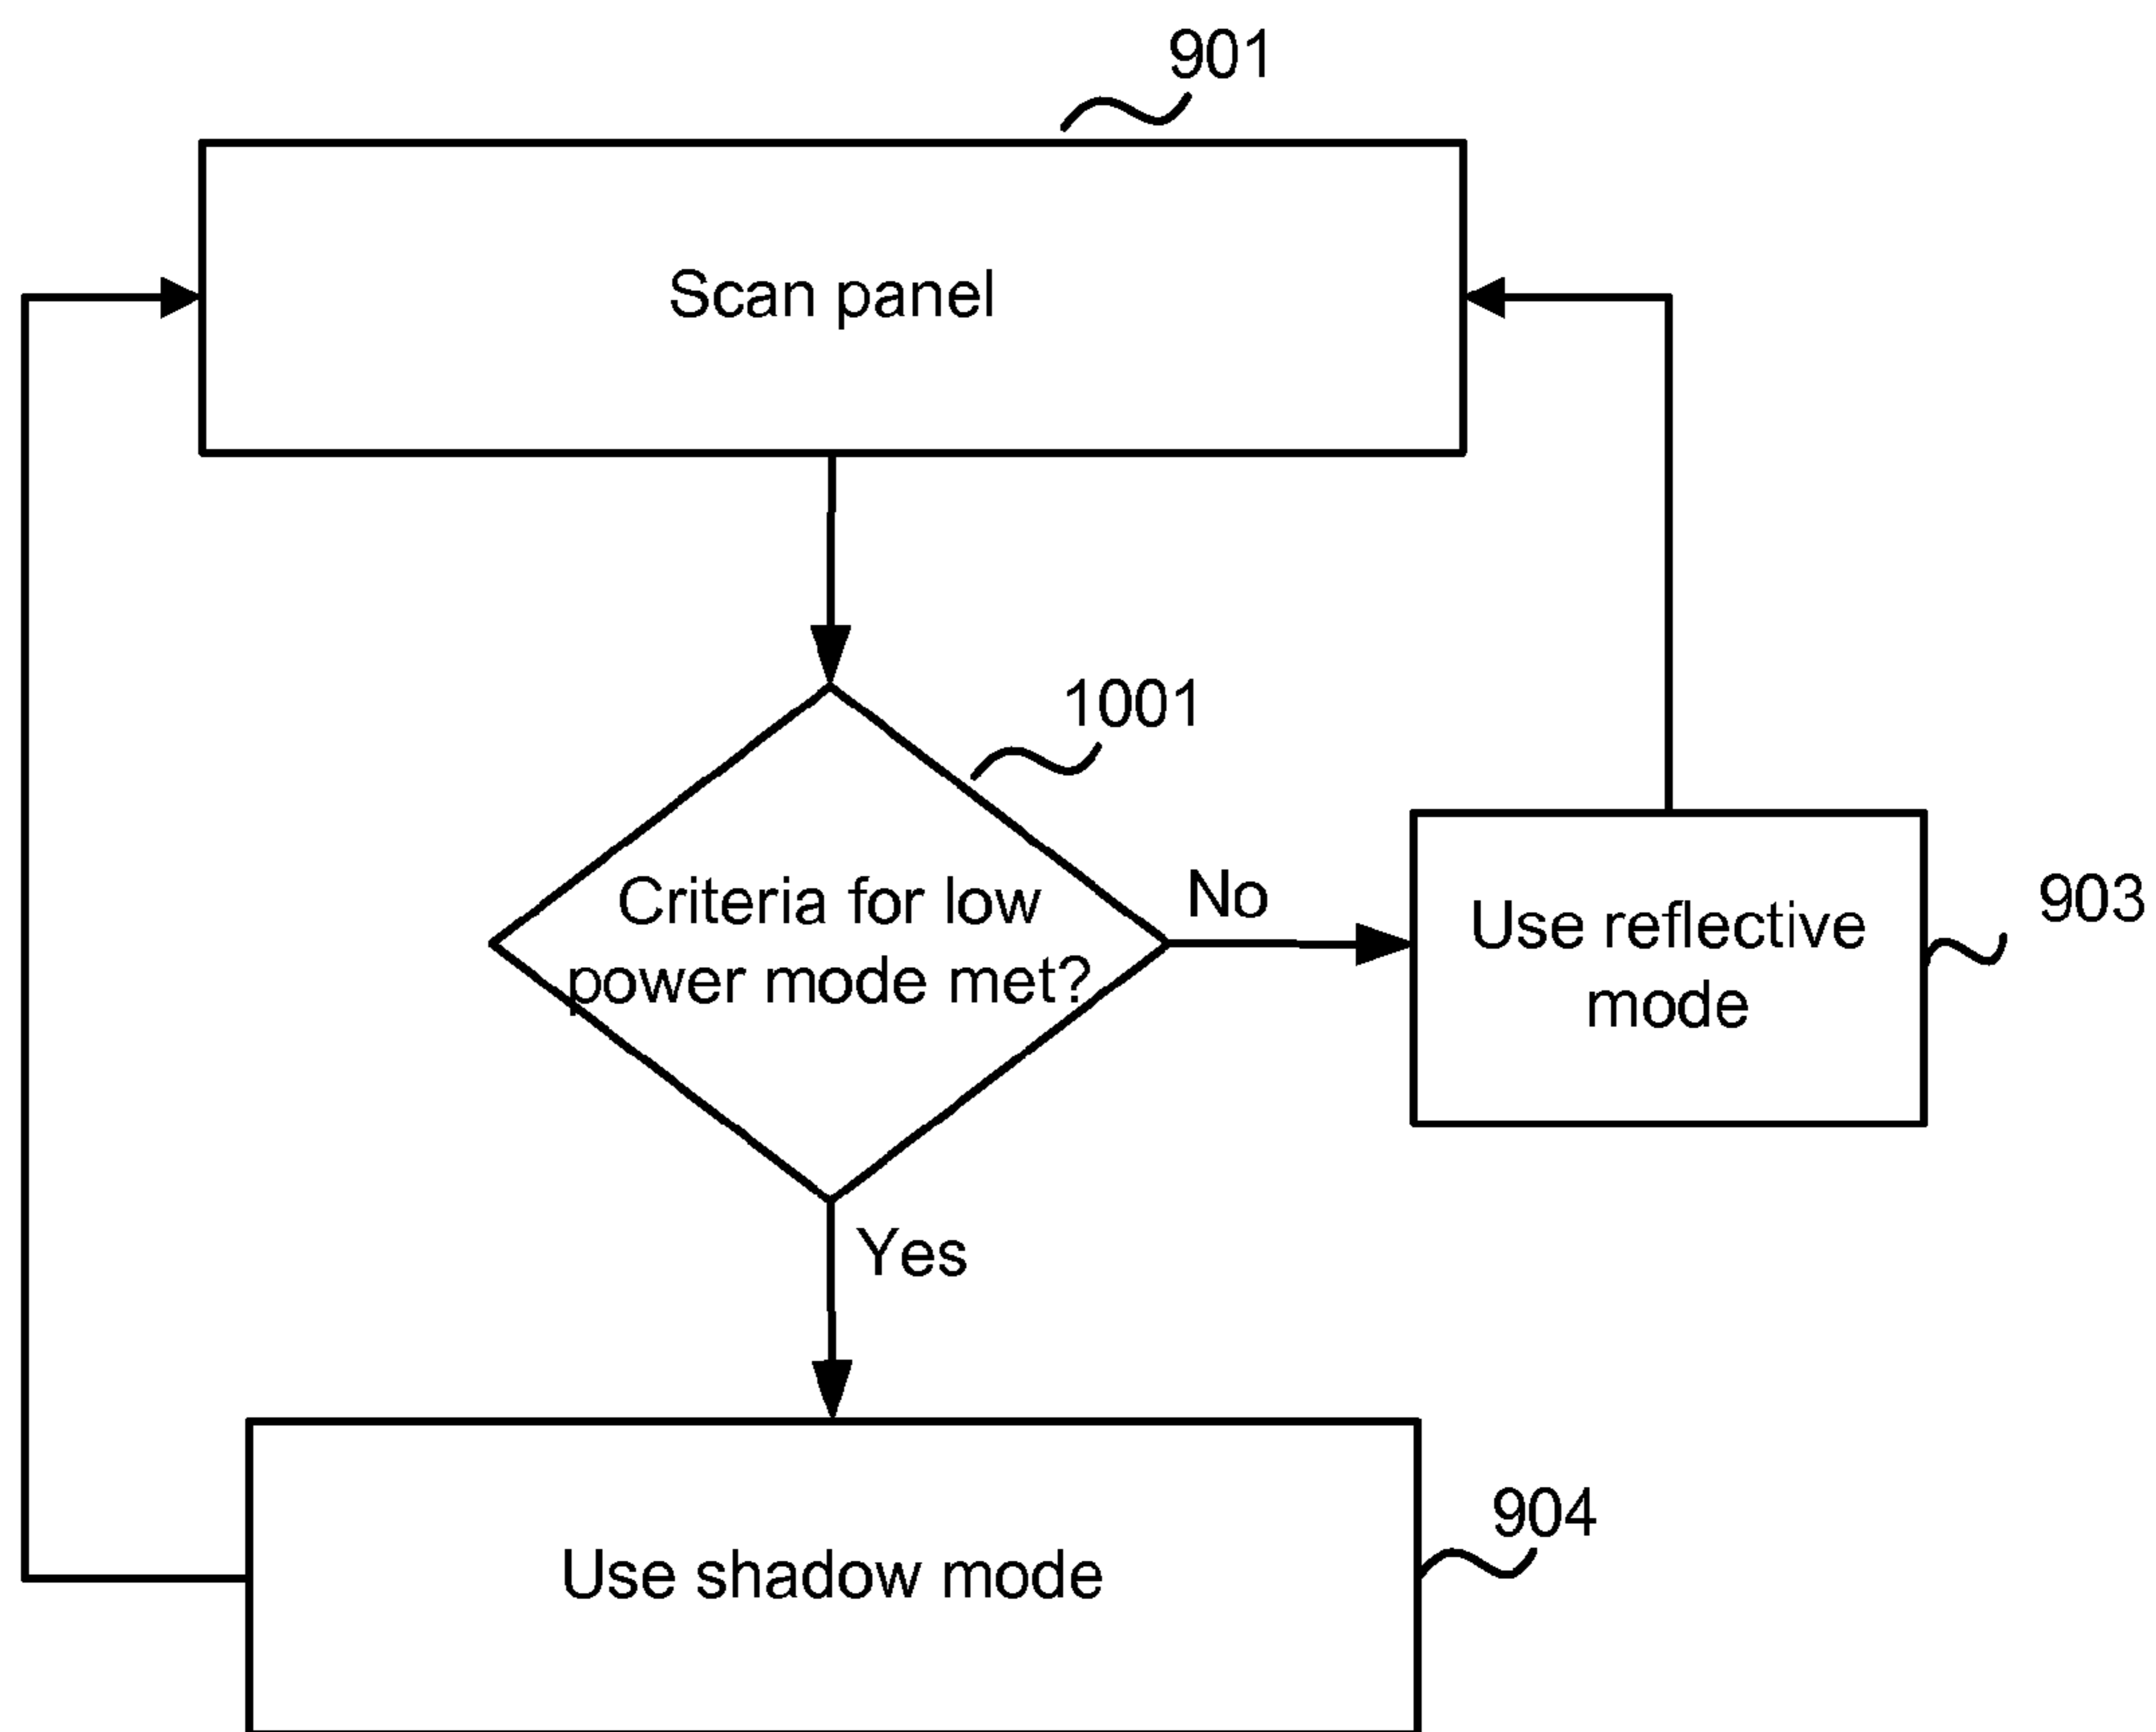 901
Scan panel
1001
Criteria for low
power mode met?
No
Use reflective
mode
903
Yes
Use shadow mode
904